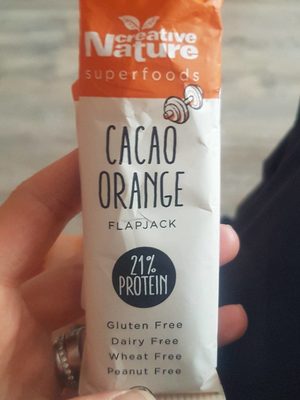 creative
Nature
superfoods
CACAO
ORANGE
FLAPJACK
21%
PROTEIN
Gluten Free
Dairy Free
Wheat Free
Peanut Free